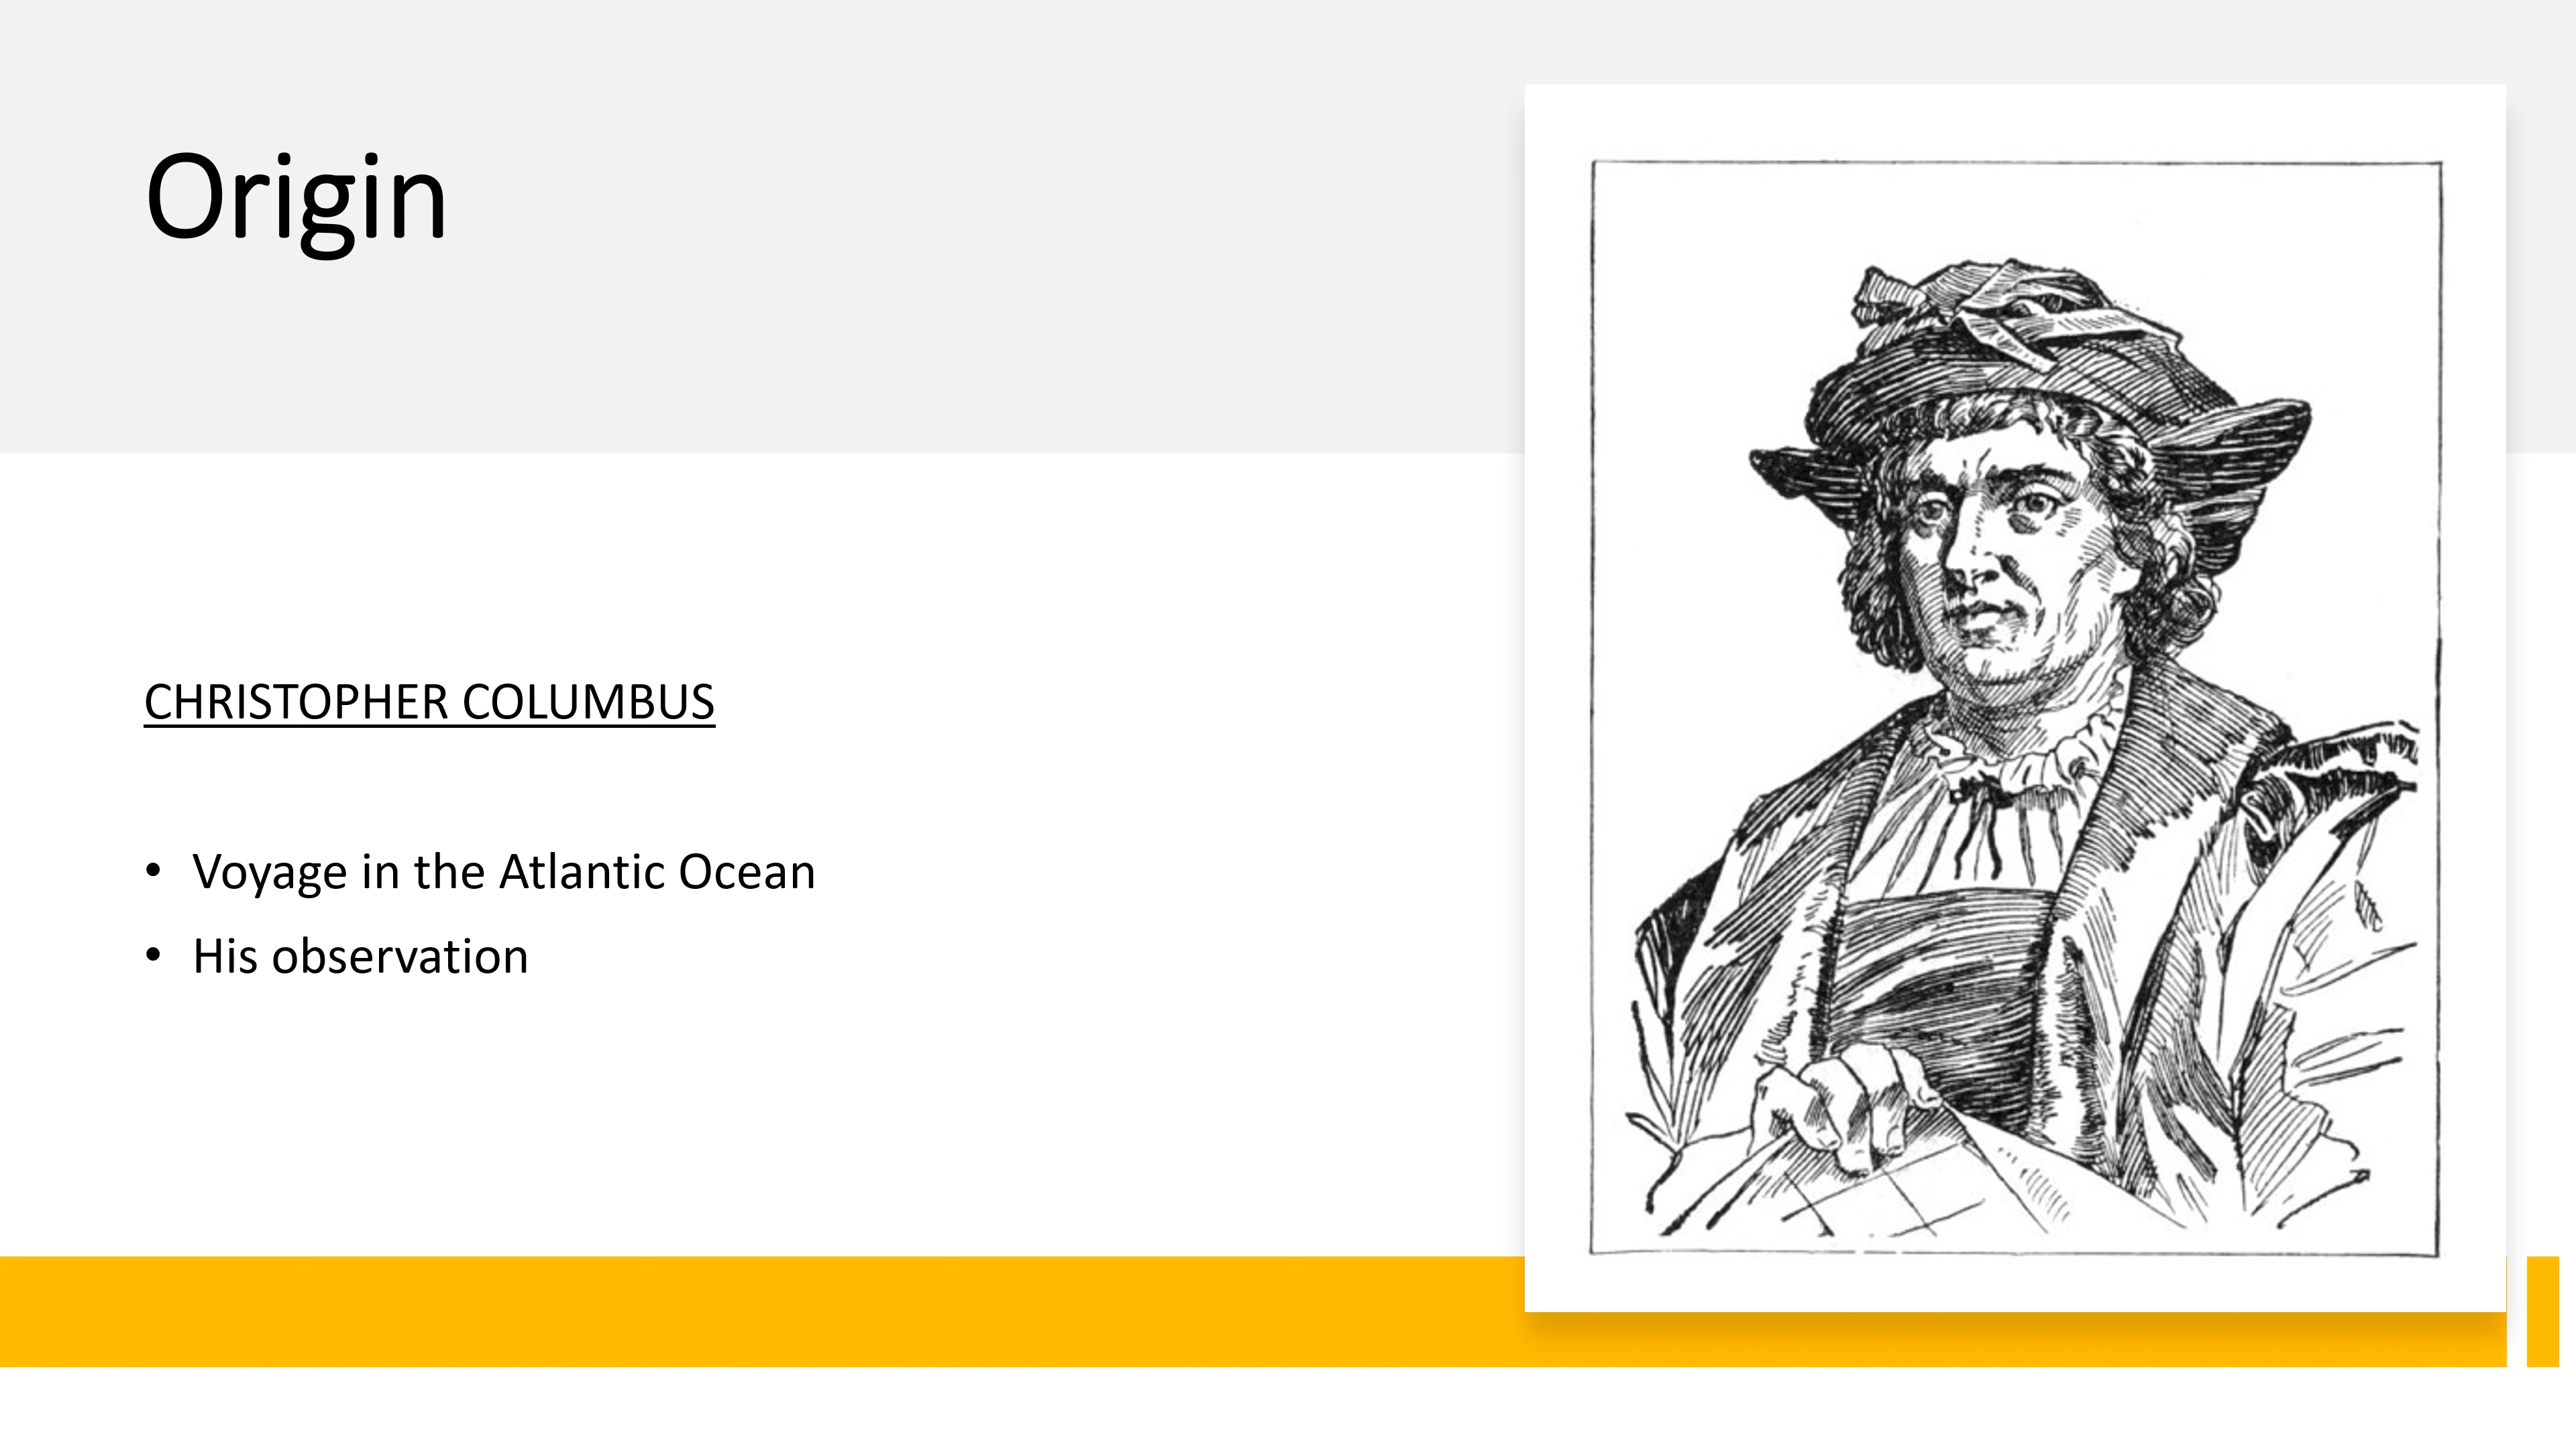 Origin
CHRISTOPHER COLUMBUS
• Voyage in the Atlantic Ocean
• His observation